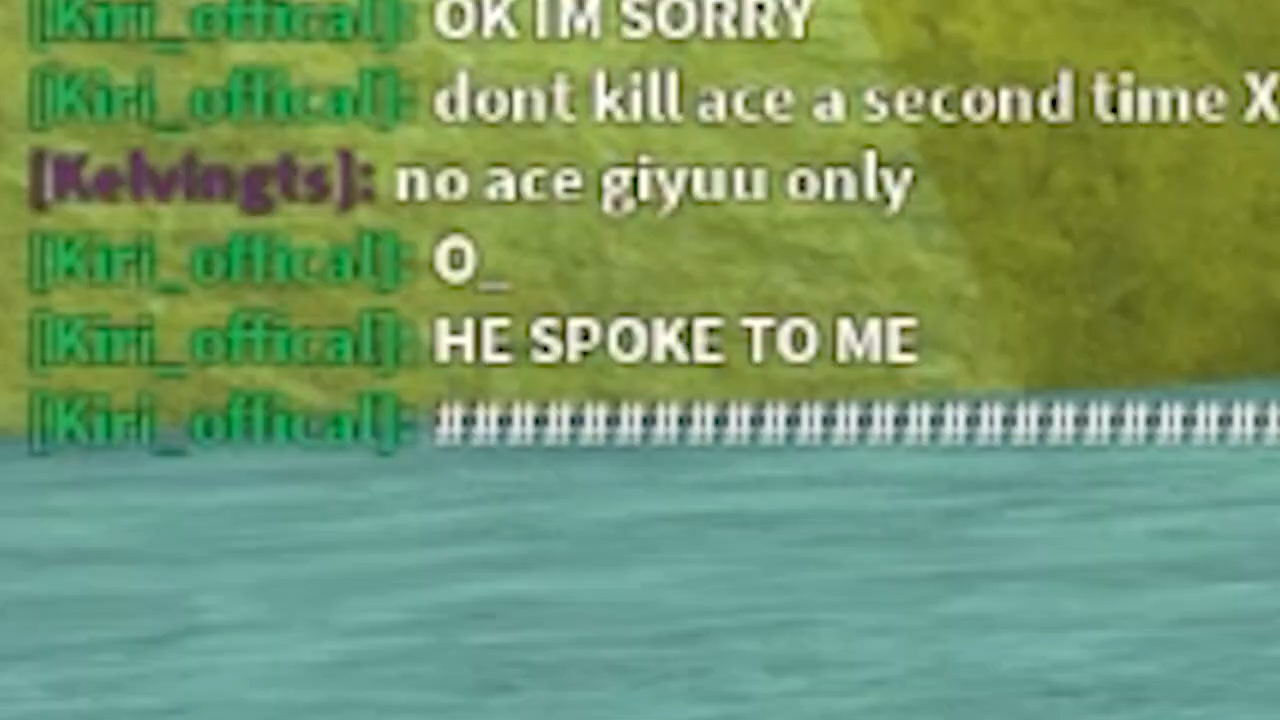 [Kiri_offical]: OK IM SORRY
[Kiri_offical]: dont kill ace a second time X
[Kelvingts]: no ace giyuu only
[Kiri_offical]: O_
[Kiri_offical]: HE SPOKE TO ME
[Kiri_offical]: ######################